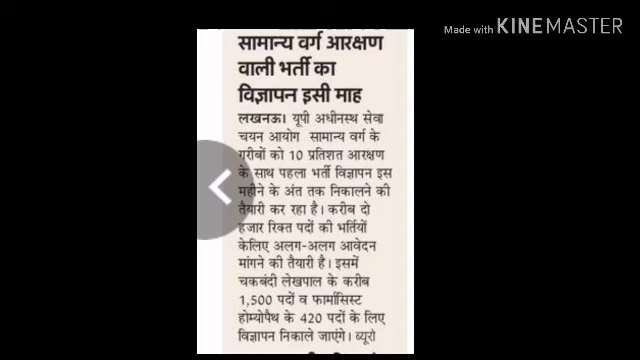 Made with KINEMASTER
सामान्य वर्ग आरक्षण
वाली भर्ती का
विज्ञापन इसी माह
लखनऊ। यूपी अधीनस्थ सेवा
चयन आयोग सामान्य वर्ग के
गरीबों को 10 प्रतिशत आरक्षण
के साथ पहला भर्ती विज्ञापन इस
महीने के अंत तक निकालने की
तैयारी कर रहा है। करीब दो
हजार रिक्त पदों की भर्तियों
केलिए अलग-अलग आवेदन
मांगने की तैयारी है। इसमें
चकबंदी लेखपाल के करीब
1,500 पदों व फार्मासिस्ट
होम्योपैथ के 420 पदों के लिए
विज्ञापन निकाले जाएंगे। ब्यूरो